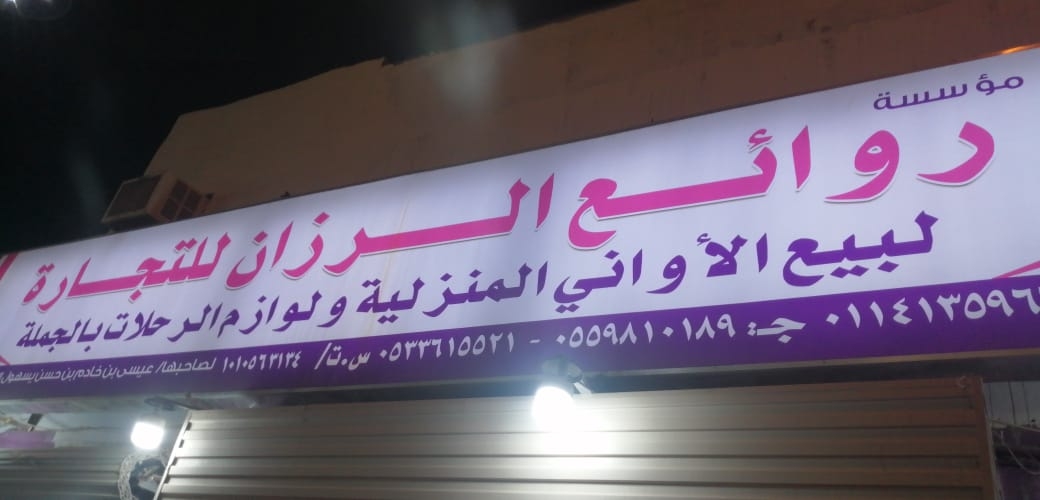 مؤسسة
روائع الرزان للتجارة
لبيع الأواني المنزلية ولوازم الرحلات بالجملة
٠١١٤١٣٥٩٦ ج: ٠٥٥٩٨١٠١٨٩ - ٠٥٣٣٦١٥٥٢١ س.ت/ ١٠١٠٥٦٣١٣٤ لصاحبها/ عيسى بن خادم بن حسن